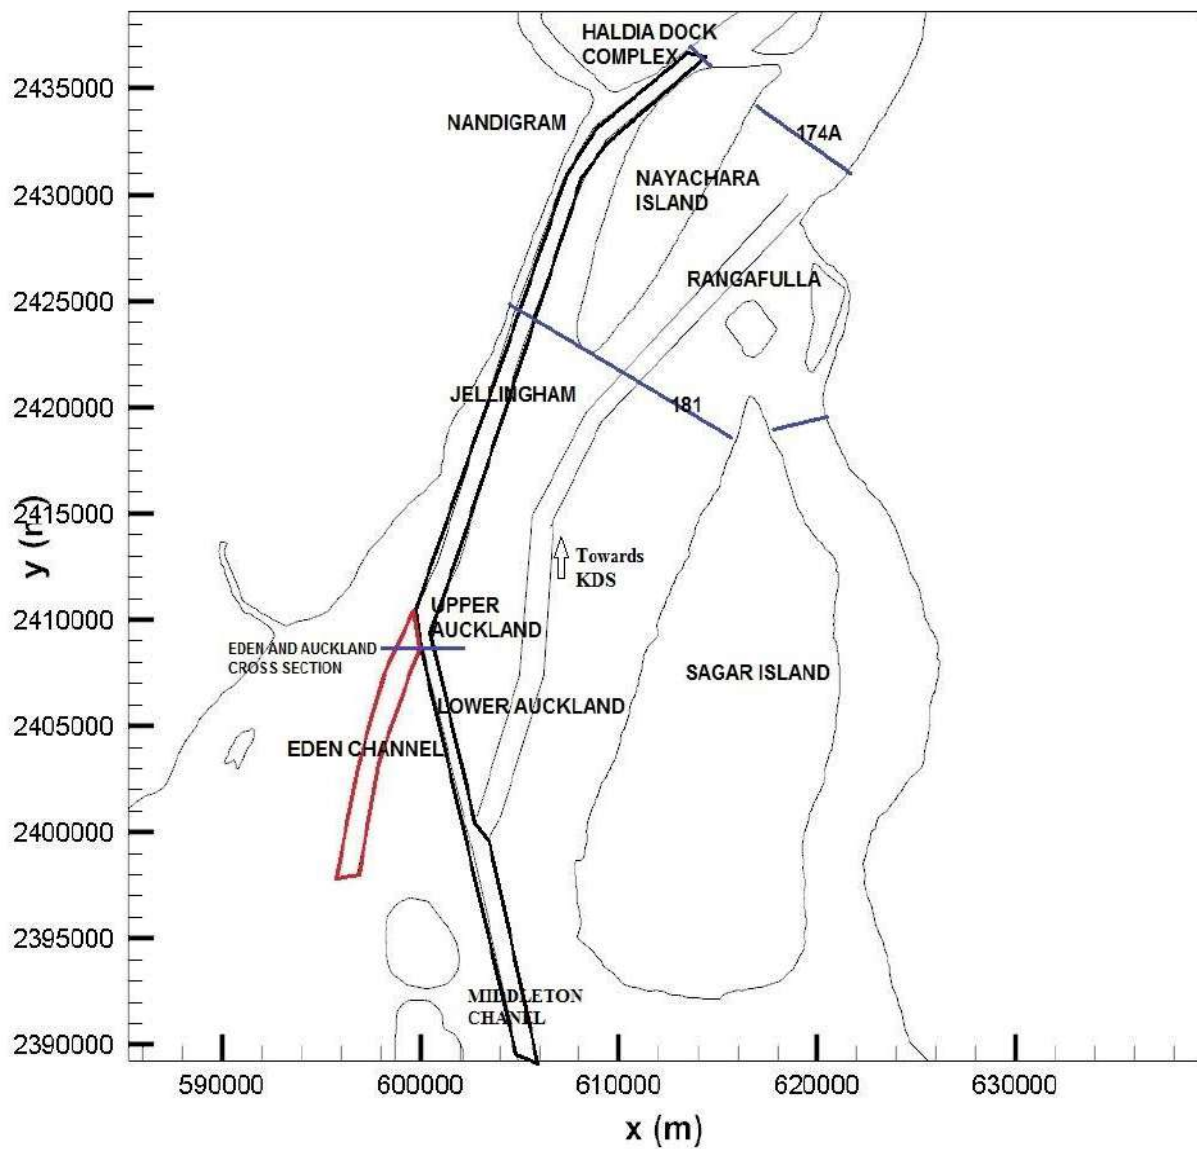 HALDIA DOCK
COMPLEX
2435000
NANDIGRAM
174A
NAYACHARA
ISLAND
2430000
RANGAFULLA
2425000
JELLINGHAM
181
2420000
2415000
y (m)
Towards
KDS
2410000
UPPER
AUCKLAND
EDEN AND AUCKLAND
CROSS SECTION
SAGAR ISLAND
LOWER AUCKLAND
2405000
EDEN CHANNEL
2400000
2395000
MIDDLETON
CHANEL
2390000
590000
600000
610000
620000
630000
x (m)